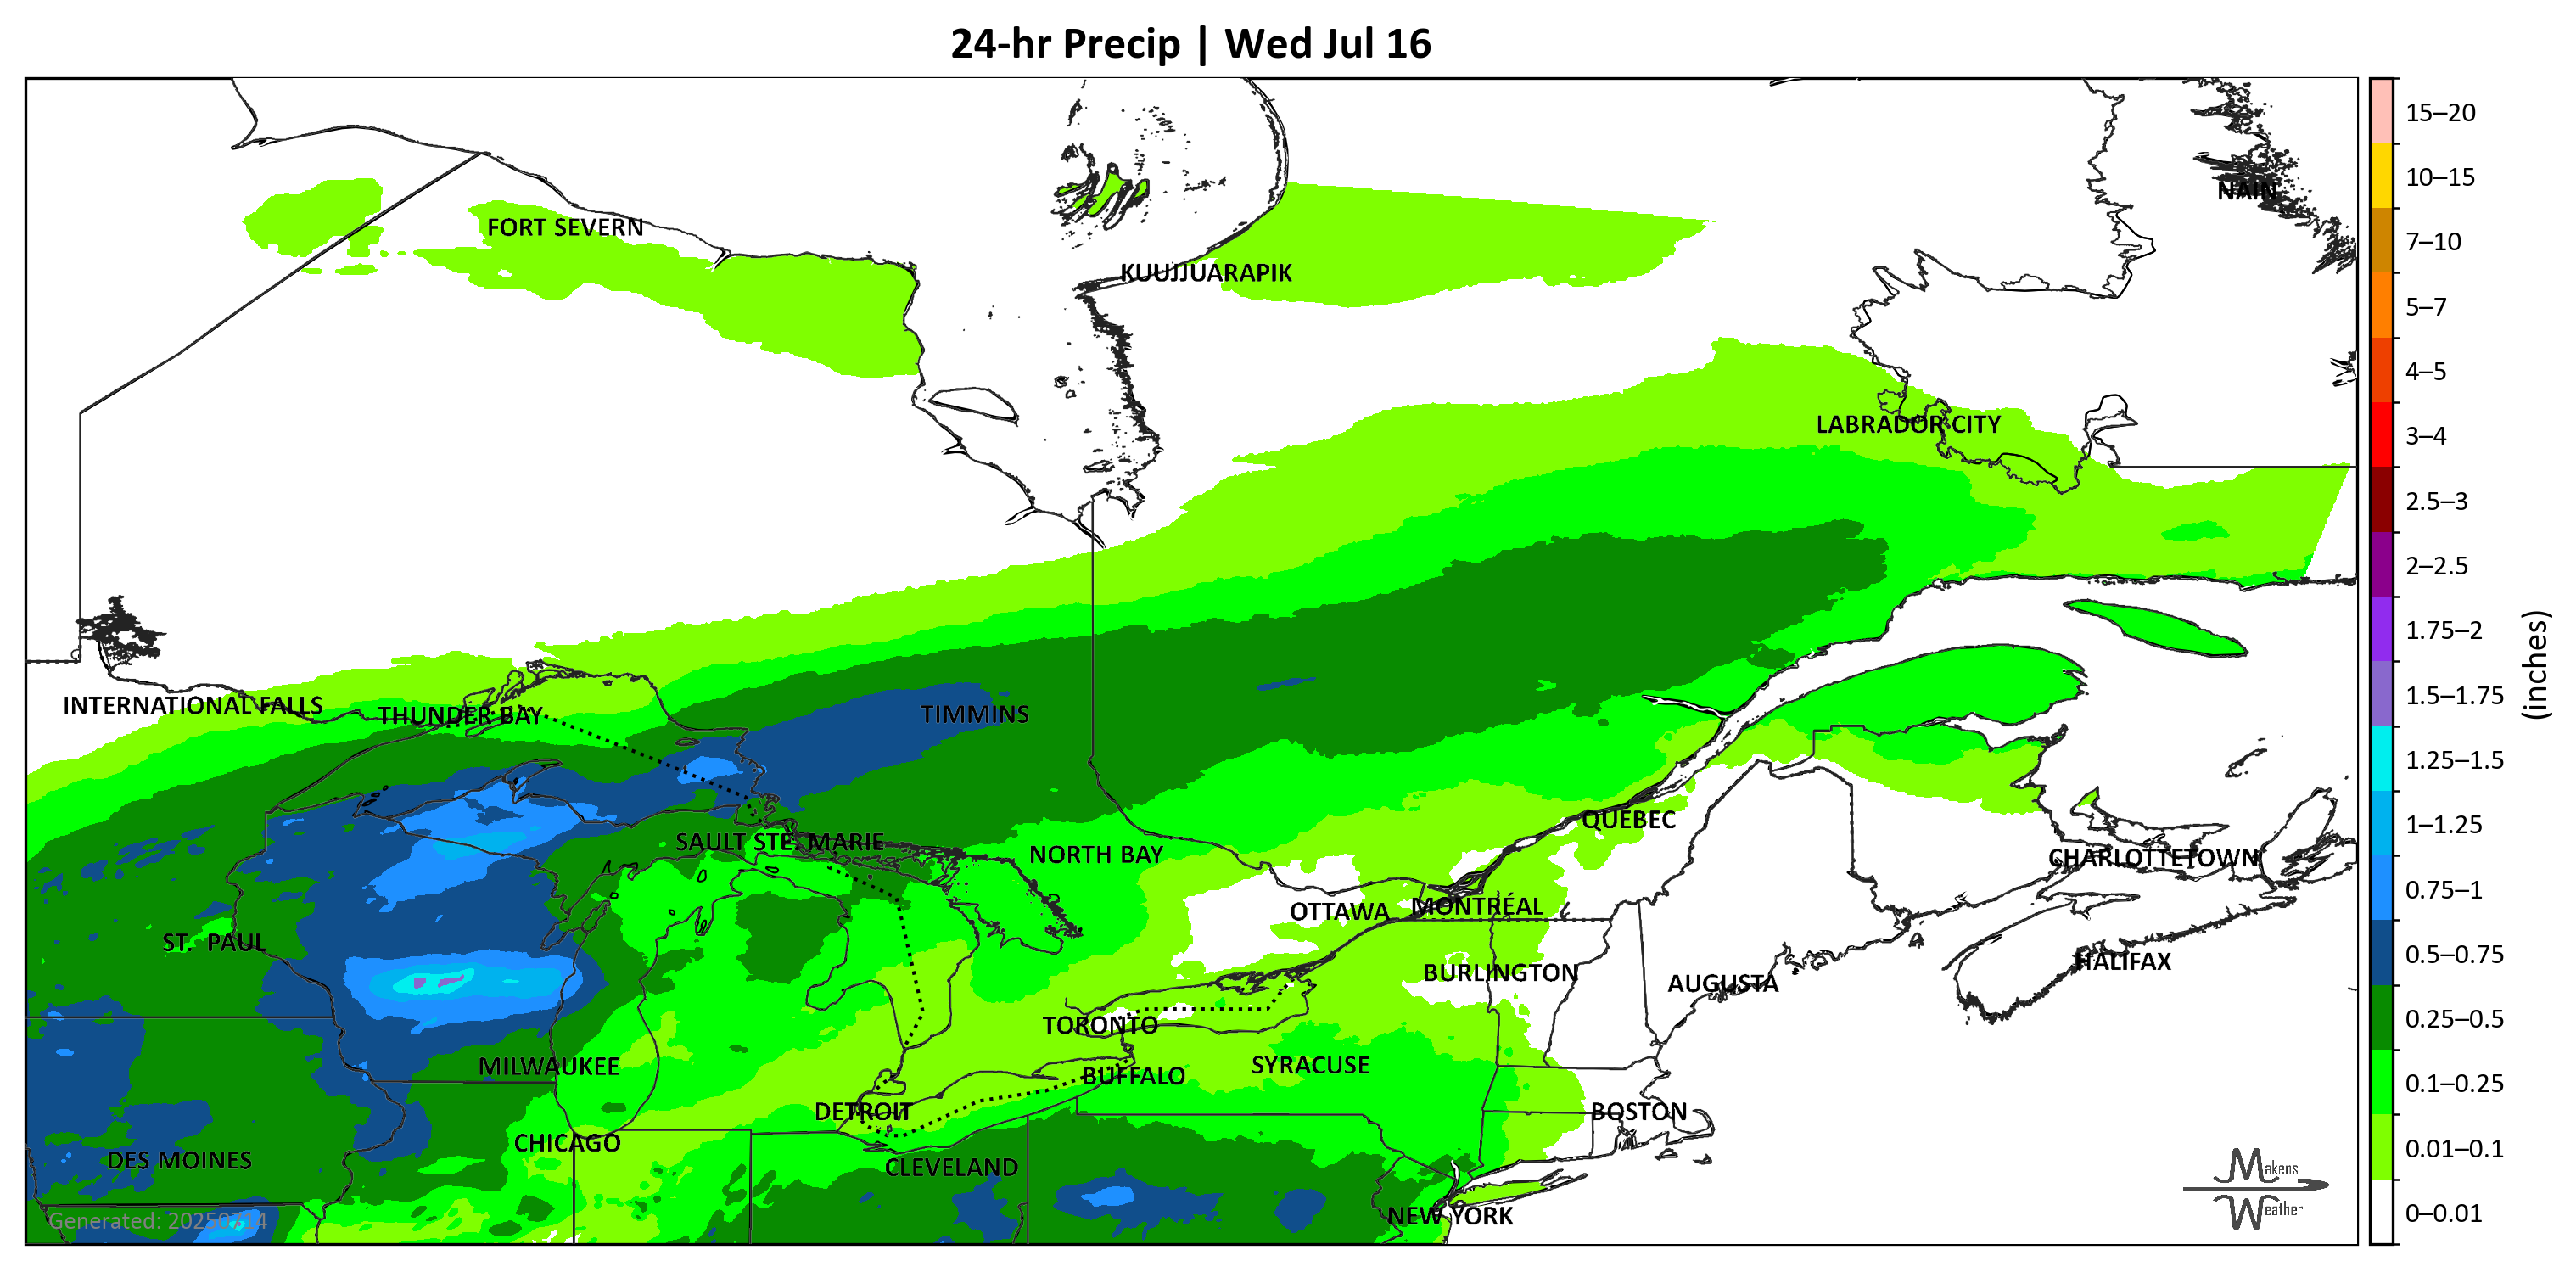 24-hr Precip | Wed Jul 16
15–20
10–15
7–10
5–7
4–5
3–4
2.5–3
2–2.5
1.75–2
1.5–1.75
1.25–1.5
1–1.25
0.75–1
0.5–0.75
0.25–0.5
0.1–0.25
0.01–0.1
0–0.01
(inches)
NAIN
FORT SEVERN
KUUJJUARAPIK
LABRADOR CITY
INTERNATIONAL FALLS
THUNDER BAY
TIMMINS
QUÉBEC
SAULT STE. MARIE
NORTH BAY
CHARLOTTETOWN
OTTAWA
MONTRÉAL
ST. PAUL
HALIFAX
BURLINGTON
AUGUSTA
TORONTO
SYRACUSE
MILWAUKEE
BUFFALO
DETROIT
BOSTON
CHICAGO
DES MOINES
CLEVELAND
NEW YORK
Generated: 20250714
Makens
Weather